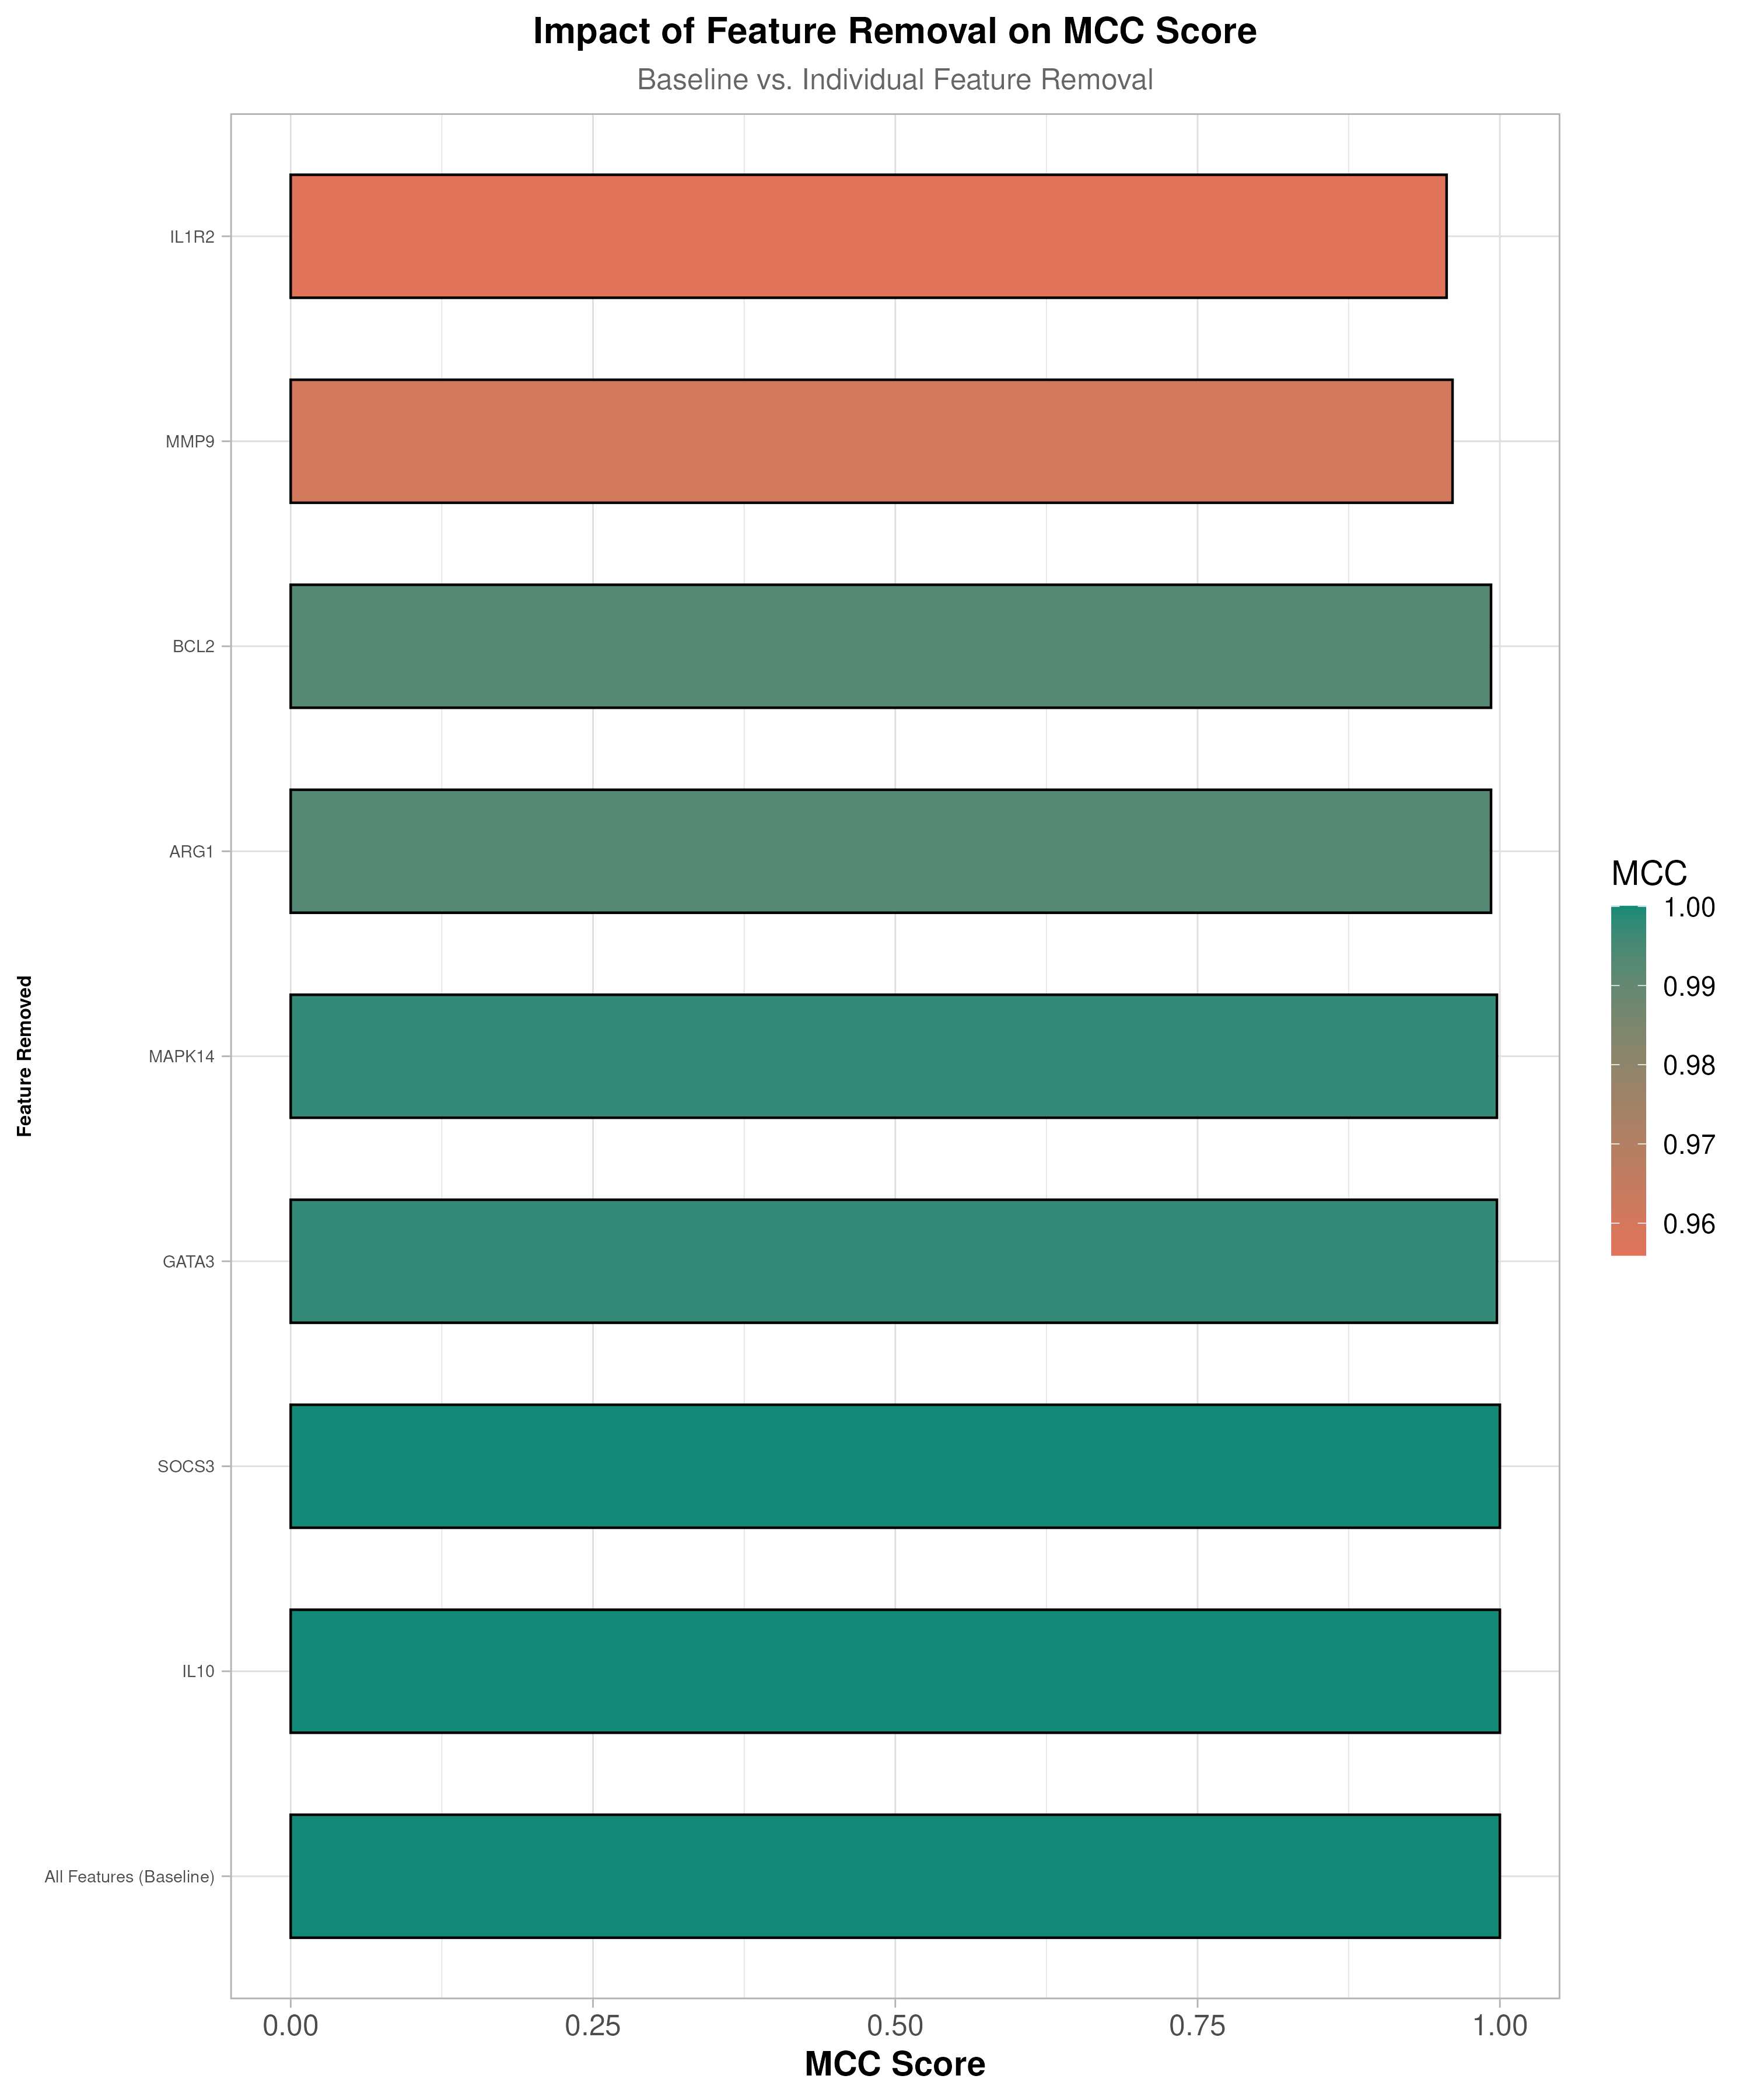 Impact of Feature Removal on MCC Score
Baseline vs. Individual Feature Removal
Feature Removed
IL1R2
MMP9
BCL2
ARG1
MAPK14
GATA3
SOCS3
IL10
All Features (Baseline)
0.00 0.25 0.50 0.75 1.00
MCC Score
MCC
1.00
0.99
0.98
0.97
0.96